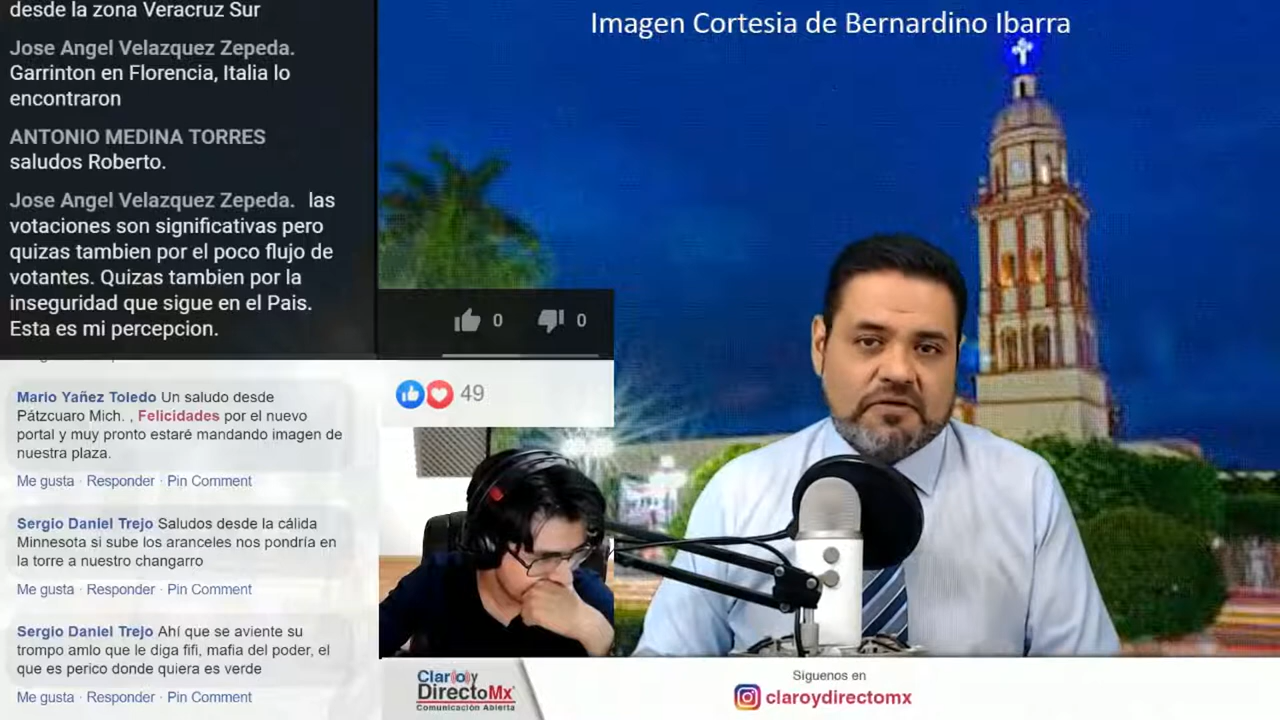 desde la zona Veracruz Sur
Jose Angel Velazquez Zepeda.
Garrinton en Florencia, Italia lo
encontraron
ANTONIO MEDINA TORRES
saludos Roberto.
Jose Angel Velazquez Zepeda. las
votaciones son significativas pero
quizas tambien por el poco flujo de
votantes. Quizas tambien por la
inseguridad que sigue en el Pais.
Esta es mi percepcion.
Mario Yañez Toledo Un saludo desde
Pátzcuaro Mich. , Felicidades por el nuevo
portal y muy pronto estaré mandando imagen de
nuestra plaza.
Me gusta · Responder · Pin Comment
Sergio Daniel Trejo Saludos desde la cálida
Minnesota si sube los aranceles nos pondría en
la torre a nuestro changarro
Me gusta · Responder · Pin Comment
Sergio Daniel Trejo Ahí que se aviente su
trompo amlo que le diga fifi, mafia del poder, el
que es perico donde quiera es verde
Me gusta · Responder · Pin Comment
Imagen Cortesia de Bernardino Ibarra
0 0
49
Claro y
DirectoMx
Comunicación Abierta
Síguenos en
claroydirectomx